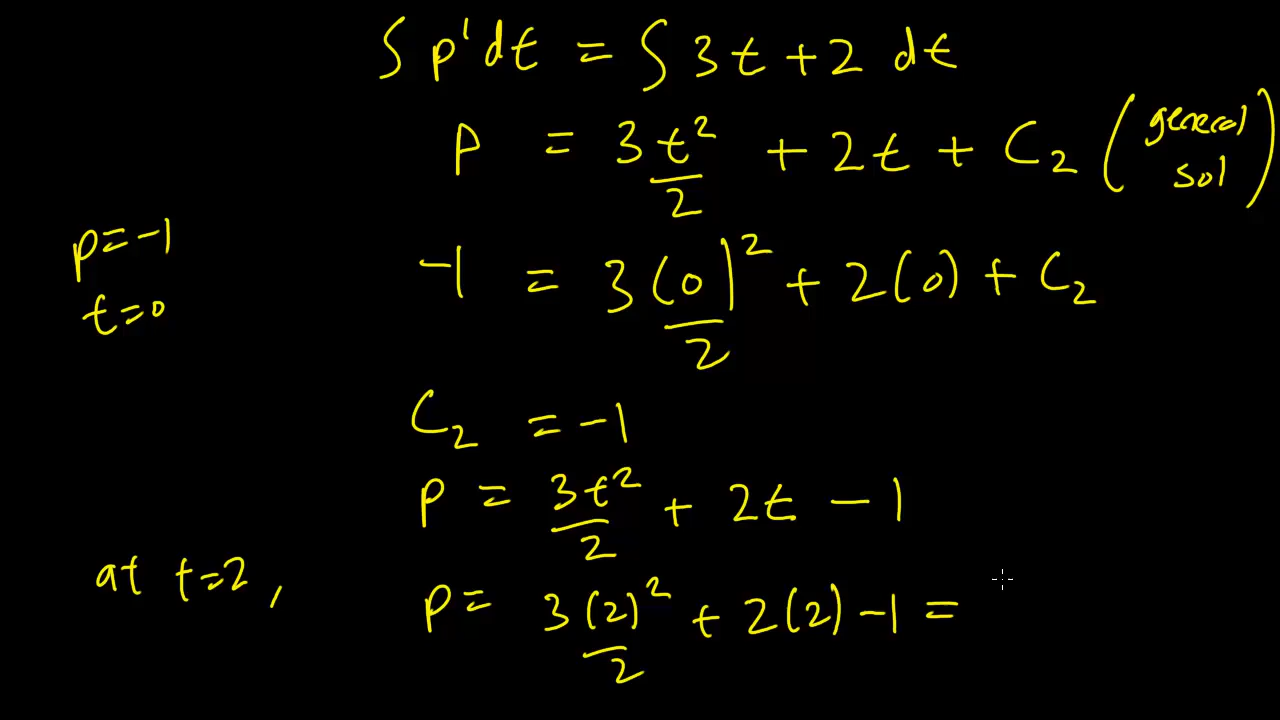 ∫ p' dt = ∫ 3t + 2 dt
p = 3t²/2 + 2t + C₂ (general sol)
p = -1
t = 0
-1 = 3(0)²/2 + 2(0) + C₂
C₂ = -1
p = 3t²/2 + 2t - 1
at t=2,
p = 3(2)²/2 + 2(2) - 1 =